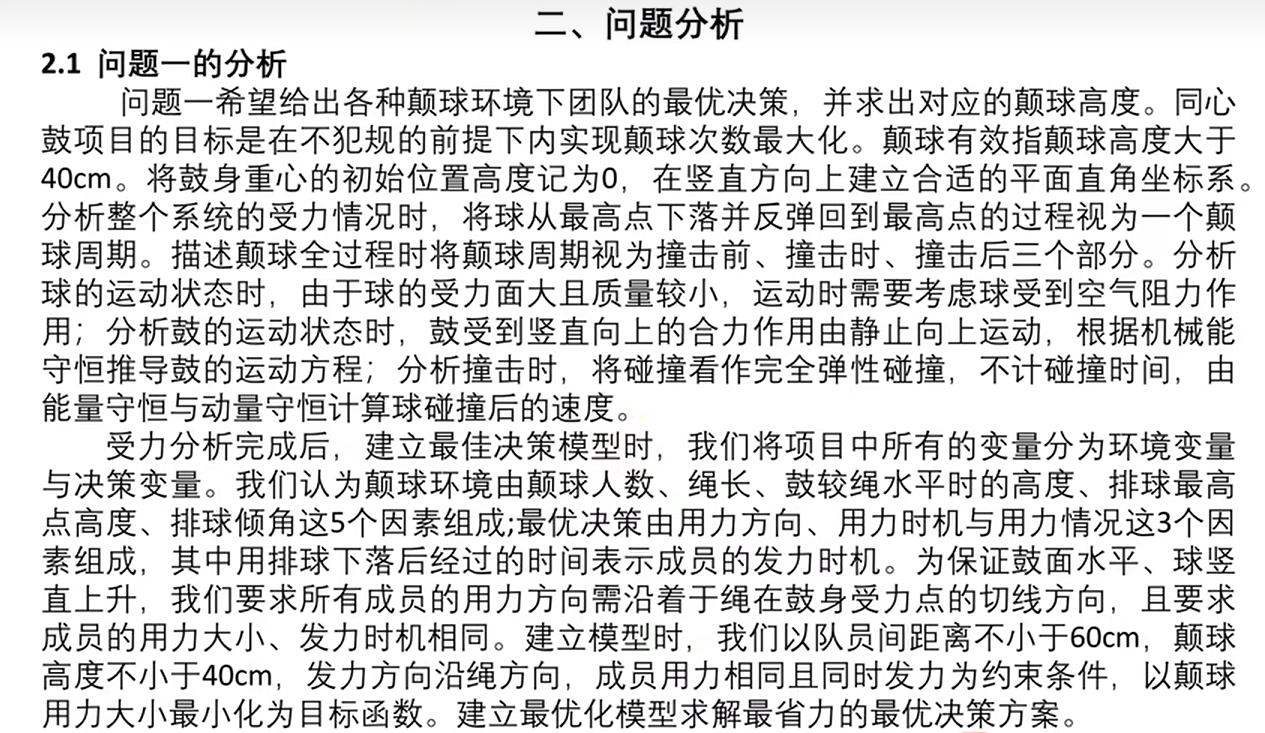 二、问题分析
2.1 问题一的分析
问题一希望给出各种颠球环境下团队的最优决策，并求出对应的颠球高度。同心
鼓项目的目标是在不犯规的前提下内实现颠球次数最大化。颠球有效指颠球高度大于
40cm。将鼓身重心的初始位置高度记为0，在竖直方向上建立合适的平面直角坐标系。
分析整个系统的受力情况时，将球从最高点下落并反弹回到最高点的过程视为一个颠
球周期。描述颠球全过程时将颠球周期视为撞击前、撞击时、撞击后三个部分。分析
球的运动状态时，由于球的受力面大且质量较小，运动时需要考虑球受到空气阻力作
用；分析鼓的运动状态时，鼓受到竖直向上的合力作用由静止向上运动，根据机械能
守恒推导鼓的运动方程；分析撞击时，将碰撞看作完全弹性碰撞，不计碰撞时间，由
能量守恒与动量守恒计算球碰撞后的速度。
受力分析完成后，建立最佳决策模型时，我们将项目中所有的变量分为环境变量
与决策变量。我们认为颠球环境由颠球人数、绳长、鼓较绳水平时的高度、排球最高
点高度、排球倾角这5个因素组成;最优决策由用力方向、用力时机与用力情况这3个因
素组成，其中用排球下落后经过的时间表示成员的发力时机。为保证鼓面水平、球竖
直上升，我们要求所有成员的用力方向需沿着于绳在鼓身受力点的切线方向，且要求
成员的用力大小、发力时机相同。建立模型时，我们以队员间距离不小于60cm，颠球
高度不小于40cm，发力方向沿绳方向，成员用力相同且同时发力为约束条件，以颠球
用力大小最小化为目标函数。建立最优化模型求解最省力的最优决策方案。